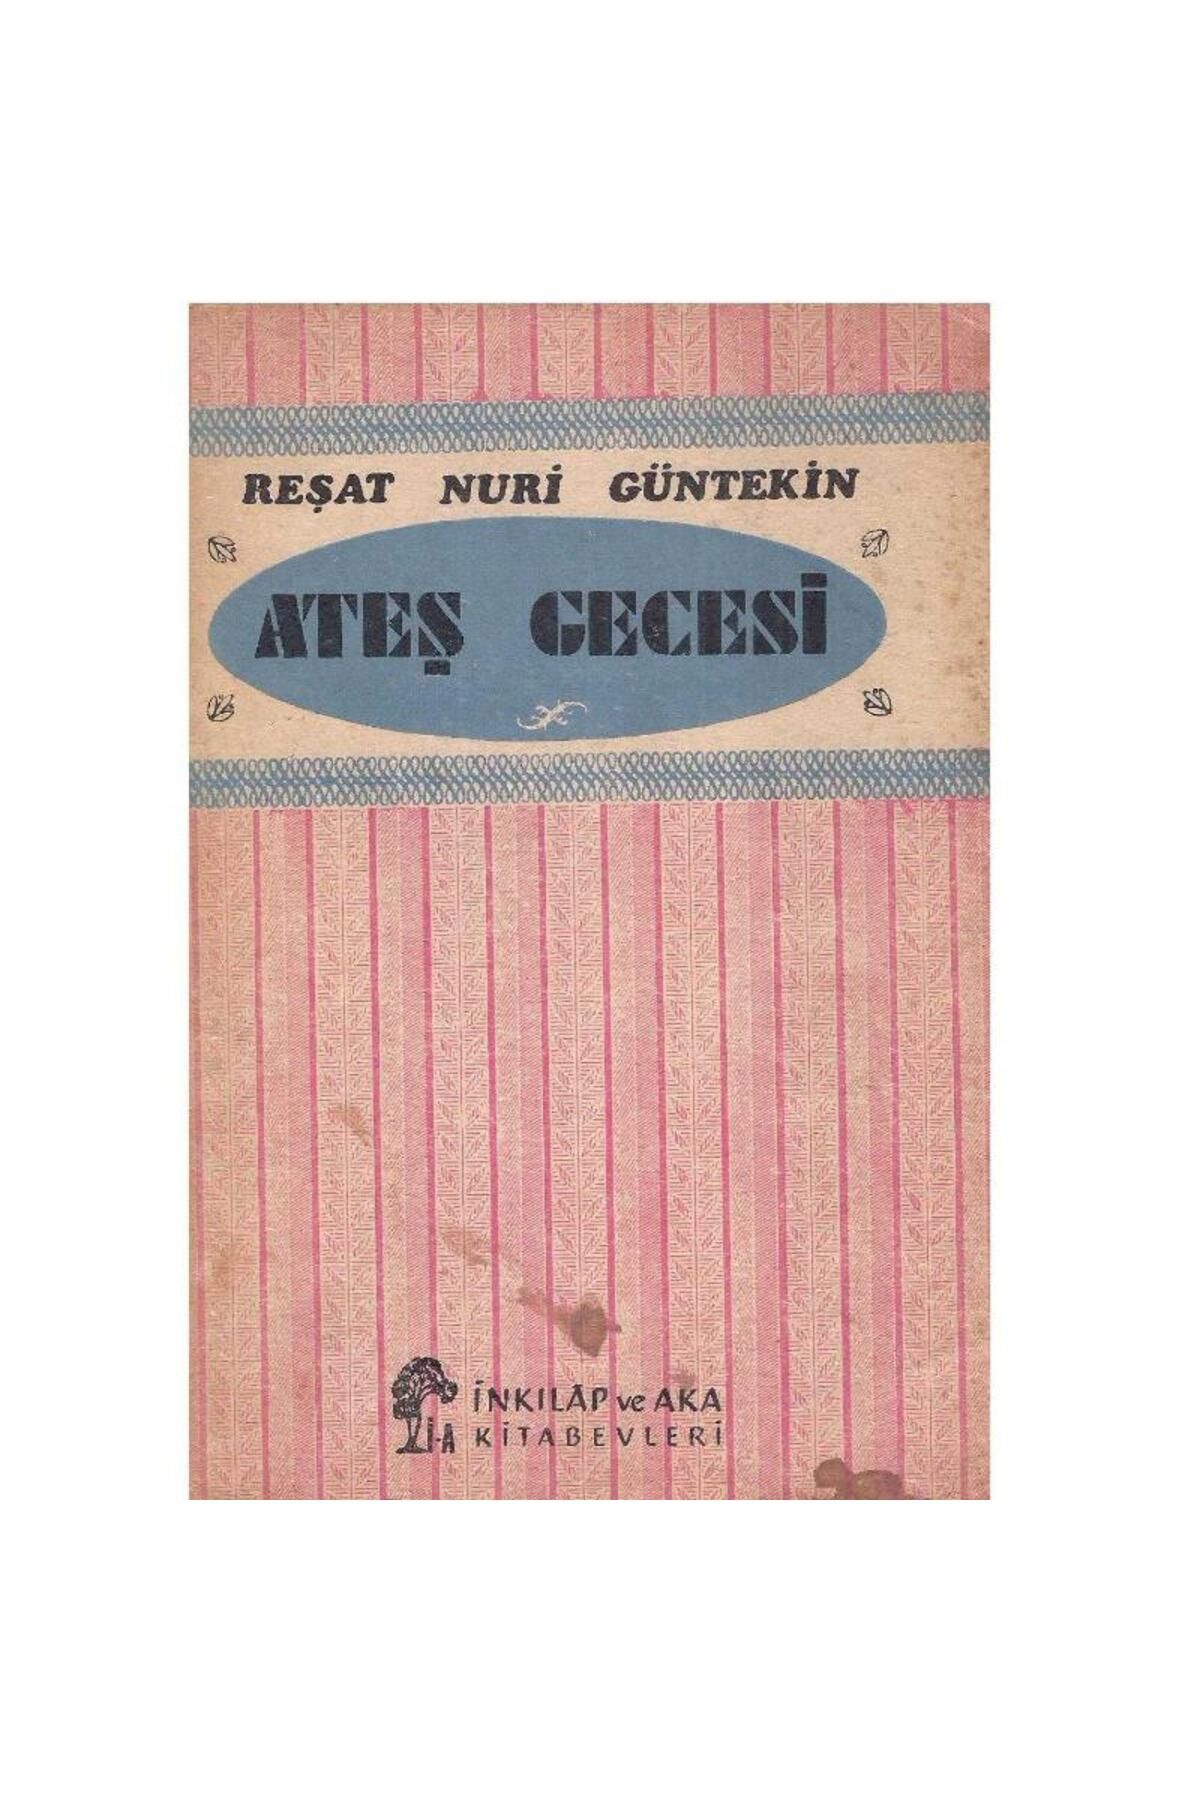 REŞAT NURİ GÜNTEKİN
ATEŞ GECESİ
İNKILÂP ve AKA
İ-A KİTABEVLERİ